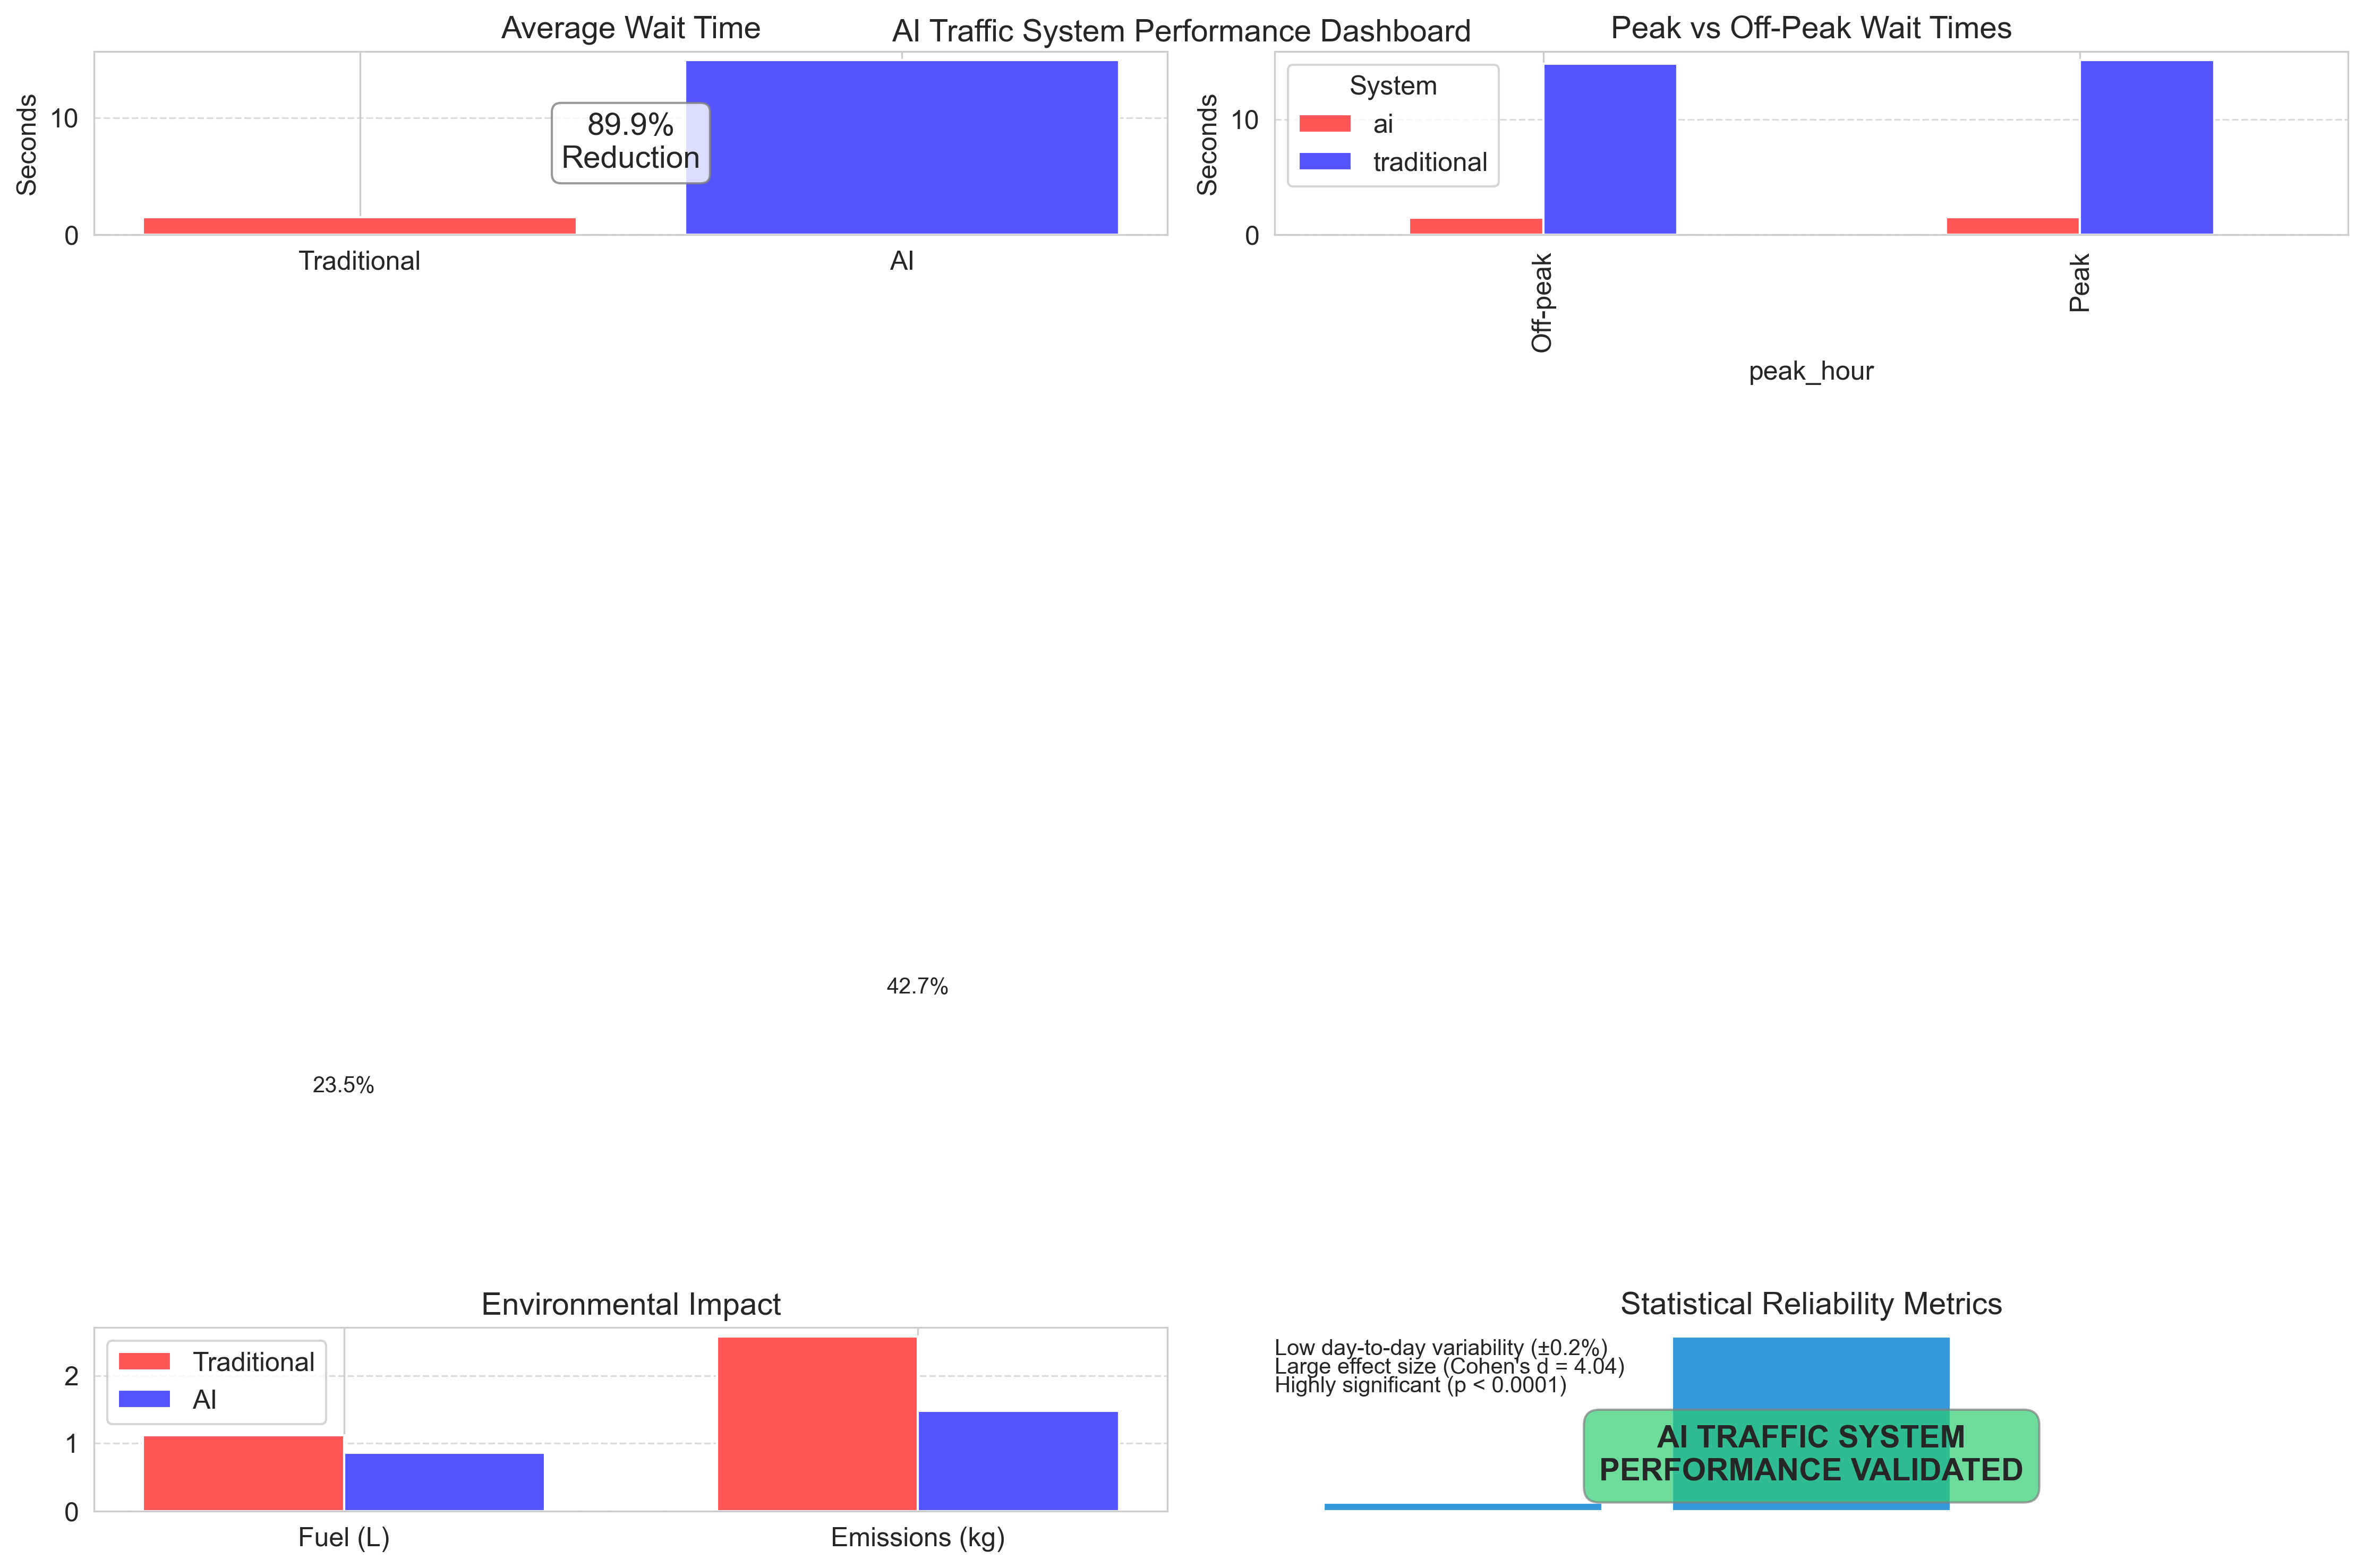 AI Traffic System Performance Dashboard
Average Wait Time
Seconds
10
0
89.9%
Reduction
Traditional
AI
Peak vs Off-Peak Wait Times
Seconds
10
0
System
ai
traditional
Off-peak
Peak
peak_hour
42.7%
23.5%
Environmental Impact
2
1
0
Traditional
AI
Fuel (L)
Emissions (kg)
Statistical Reliability Metrics
Low day-to-day variability (±0.2%)
Large effect size (Cohen's d = 4.04)
Highly significant (p < 0.0001)
AI TRAFFIC SYSTEM
PERFORMANCE VALIDATED